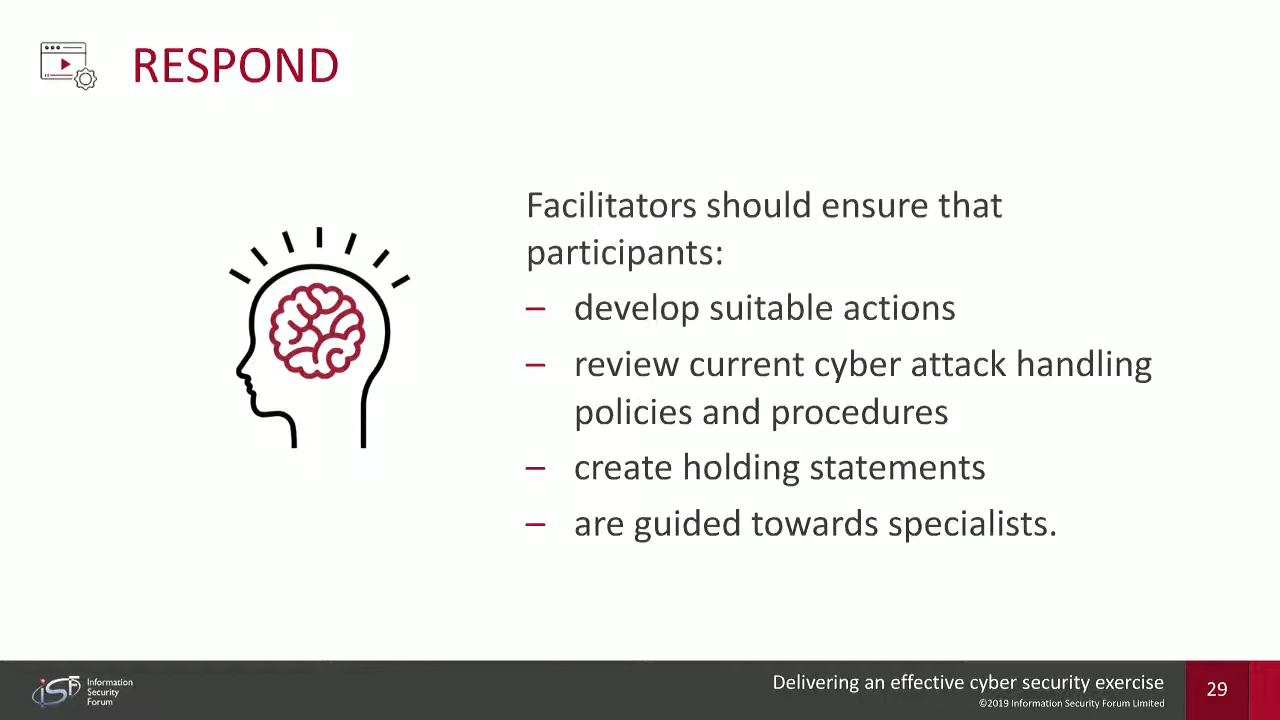 RESPOND
Facilitators should ensure that
participants:
– develop suitable actions
– review current cyber attack handling
policies and procedures
– create holding statements
– are guided towards specialists.
iSF Information
Security
Forum
Delivering an effective cyber security exercise
©2019 Information Security Forum Limited
29